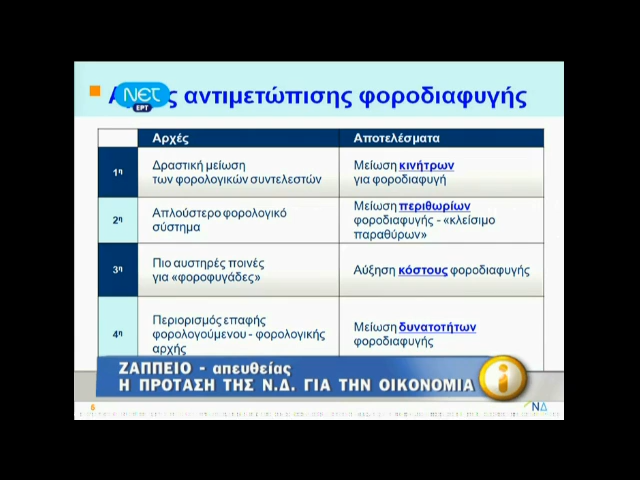 NET
ΕΡΤ
αντιμετώπισης φοροδιαφυγής
Αρχές
Αποτελέσματα
1η
Δραστική μείωση
των φορολογικών συντελεστών
Μείωση κινήτρων
για φοροδιαφυγή
2η
Απλούστερο φορολογικό
σύστημα
Μείωση περιθωρίων
φοροδιαφυγής - «κλείσιμο
παραθύρων»
3η
Πιο αυστηρές ποινές
για «φοροφυγάδες»
Αύξηση κόστους φοροδιαφυγής
4η
Περιορισμός επαφής
φορολογούμενου - φορολογικής
αρχής
Μείωση δυνατοτήτων
φοροδιαφυγής
ΖΑΠΠΕΙΟ - απευθείας
Η ΠΡΟΤΑΣΗ ΤΗΣ Ν.Δ. ΓΙΑ ΤΗΝ ΟΙΚΟΝΟΜΙΑ
i
6
ΝΔ